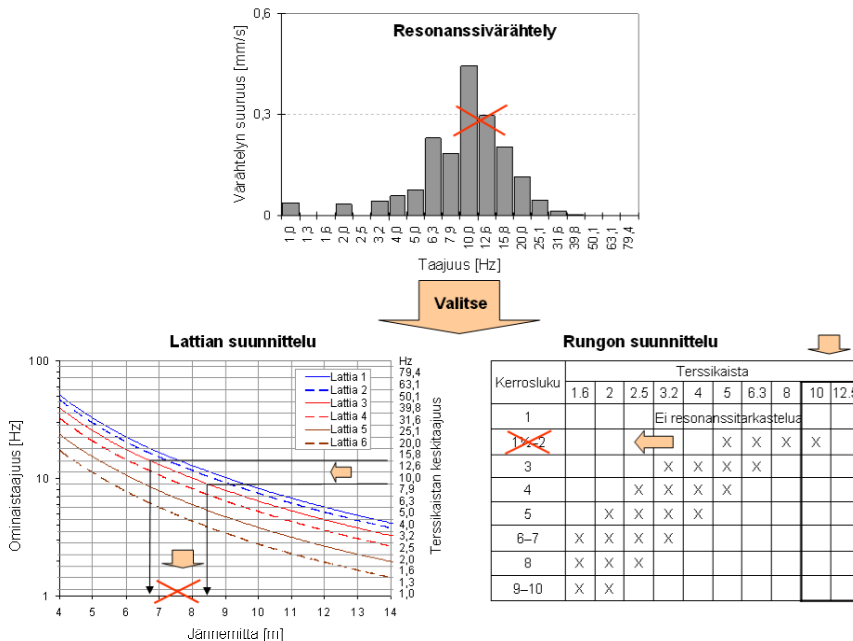 Resonanssivärähtely
0,6
0,3
0
Värähtelyn suuruus [mm/s]
1,0 1,3 1,6 2,0 2,5 3,2 4,0 5,0 6,3 7,9 10,0 12,6 15,8 20,0 25,1 31,6 39,8 50,1 63,1 79,4
Taajuus [Hz]
Valitse
Lattian suunnittelu
100
10
1
Ominaistaajuus [Hz]
Lattia 1
Lattia 2
Lattia 3
Lattia 4
Lattia 5
Lattia 6
Hz
79,4
63,1
50,1
39,8
31,6
25,1
20,0
15,8
12,6
10,0
7,9
6,3
5,0
4,0
3,2
2,5
2,0
1,6
1,3
1,0
Terssikaistan keskitaajuus
4 5 6 7 8 9 10 11 12 13 14
Jännemitta [m]
Rungon suunnittelu
Kerrosluku Terssikaista
1.6 2 2.5 3.2 4 5 6.3 8 10 12.5
1 Ei resonanssitarkastelua
1½–2 X X X X
3 X X X X
4 X X X X
5 X X X X
6–7 X X X X
8 X X X
9–10 X X